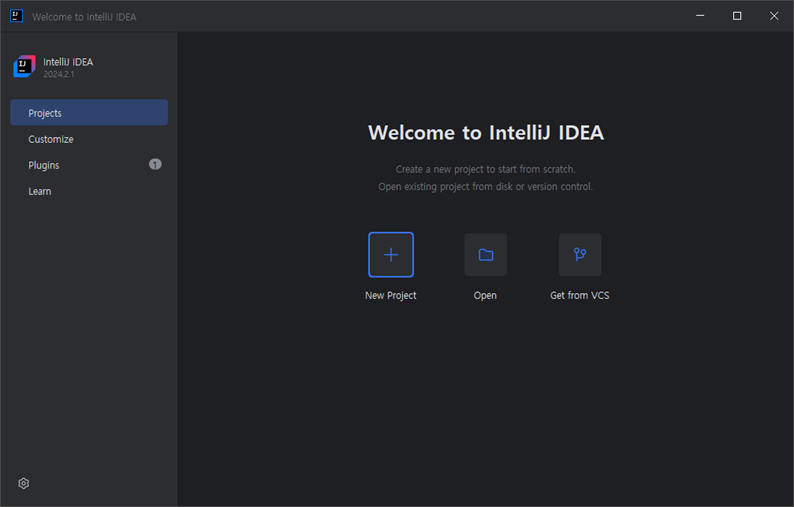 Welcome to IntelliJ IDEA
IJ
IntelliJ IDEA
2024.2.1
Projects
Customize
Plugins 1
Learn
Welcome to IntelliJ IDEA
Create a new project to start from scratch.
Open existing project from disk or version control.
New Project Open Get from VCS